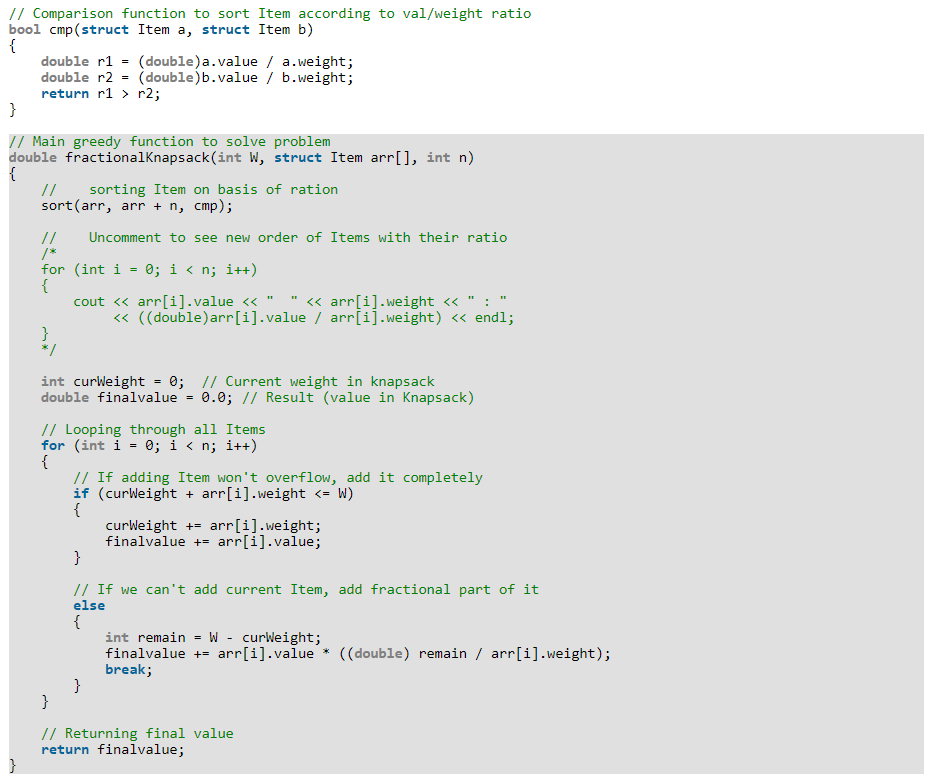 // Comparison function to sort Item according to val/weight ratio
bool cmp(struct Item a, struct Item b)
{
    double r1 = (double)a.value / a.weight;
    double r2 = (double)b.value / b.weight;
    return r1 > r2;
}

// Main greedy function to solve problem
double fractionalKnapsack(int W, struct Item arr[], int n)
{
    //    sorting Item on basis of ration
    sort(arr, arr + n, cmp);

    //    Uncomment to see new order of Items with their ratio
    /*
    for (int i = 0; i < n; i++)
    {
        cout << arr[i].value << "  " << arr[i].weight << " : "
             << ((double)arr[i].value / arr[i].weight) << endl;
    }
    */

    int curWeight = 0;  // Current weight in knapsack
    double finalvalue = 0.0; // Result (value in Knapsack)

    // Looping through all Items
    for (int i = 0; i < n; i++)
    {
        // If adding Item won't overflow, add it completely
        if (curWeight + arr[i].weight <= W)
        {
            curWeight += arr[i].weight;
            finalvalue += arr[i].value;
        }

        // If we can't add current Item, add fractional part of it
        else
        {
            int remain = W - curWeight;
            finalvalue += arr[i].value * ((double) remain / arr[i].weight);
            break;
        }
    }

    // Returning final value
    return finalvalue;
}